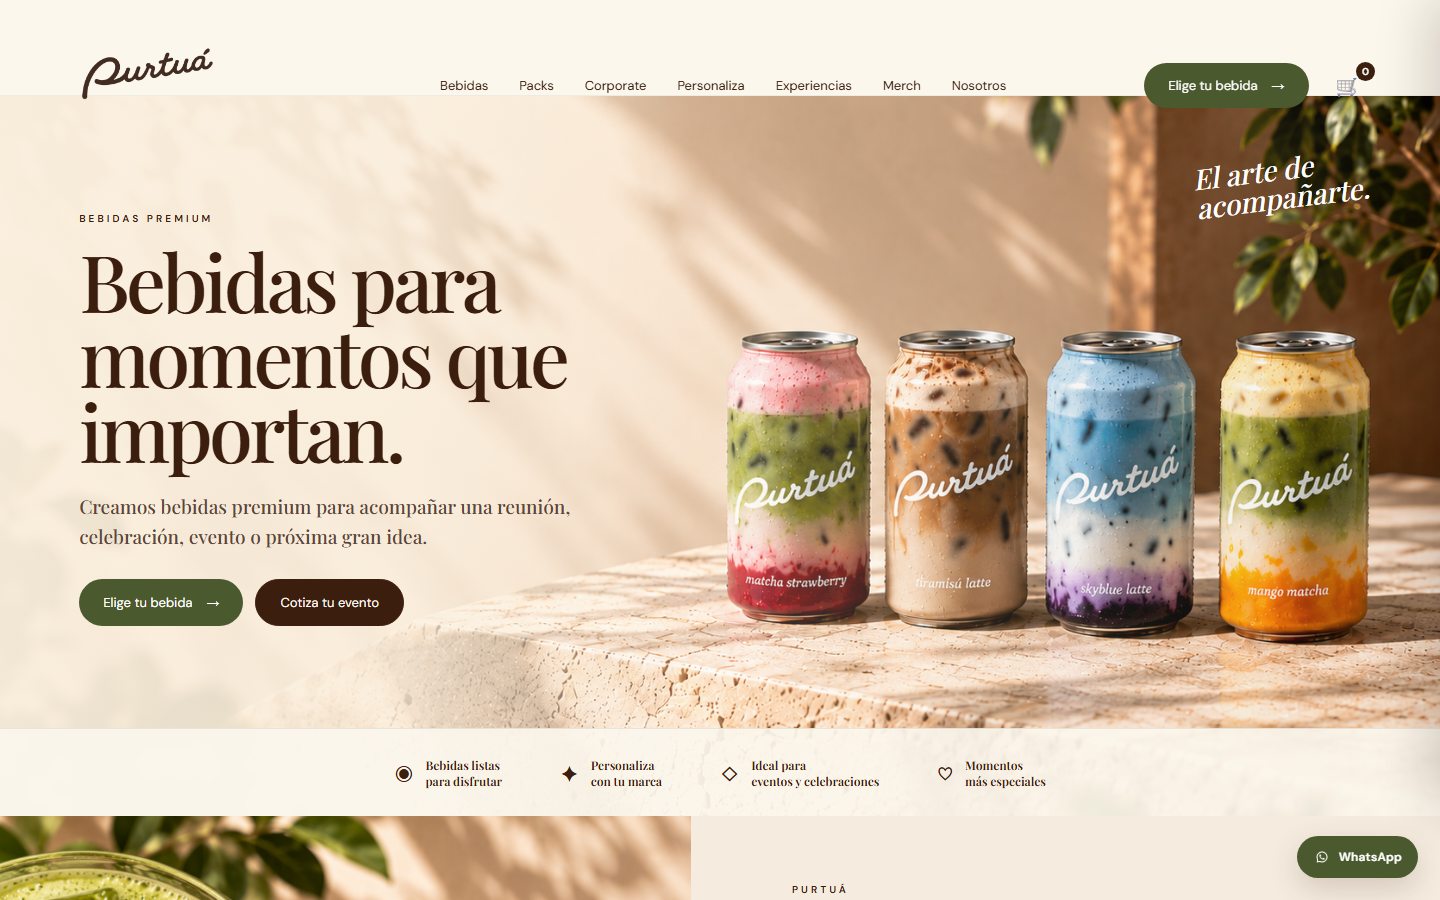 Purtuá
Bebidas
Packs
Corporate
Personaliza
Experiencias
Merch
Nosotros
Elige tu bebida →
0
El arte de
acompañarte.
BEBIDAS PREMIUM
Bebidas para
momentos que
importan.
Creamos bebidas premium para acompañar una reunión,
celebración, evento o próxima gran idea.
Elige tu bebida →
Cotiza tu evento
Purtuá
matcha strawberry
Purtuá
tiramisú latte
Purtuá
skyblue latte
Purtuá
mango matcha
Bebidas listas
para disfrutar
Personaliza
con tu marca
Ideal para
eventos y celebraciones
Momentos
más especiales
PURTUÁ
WhatsApp